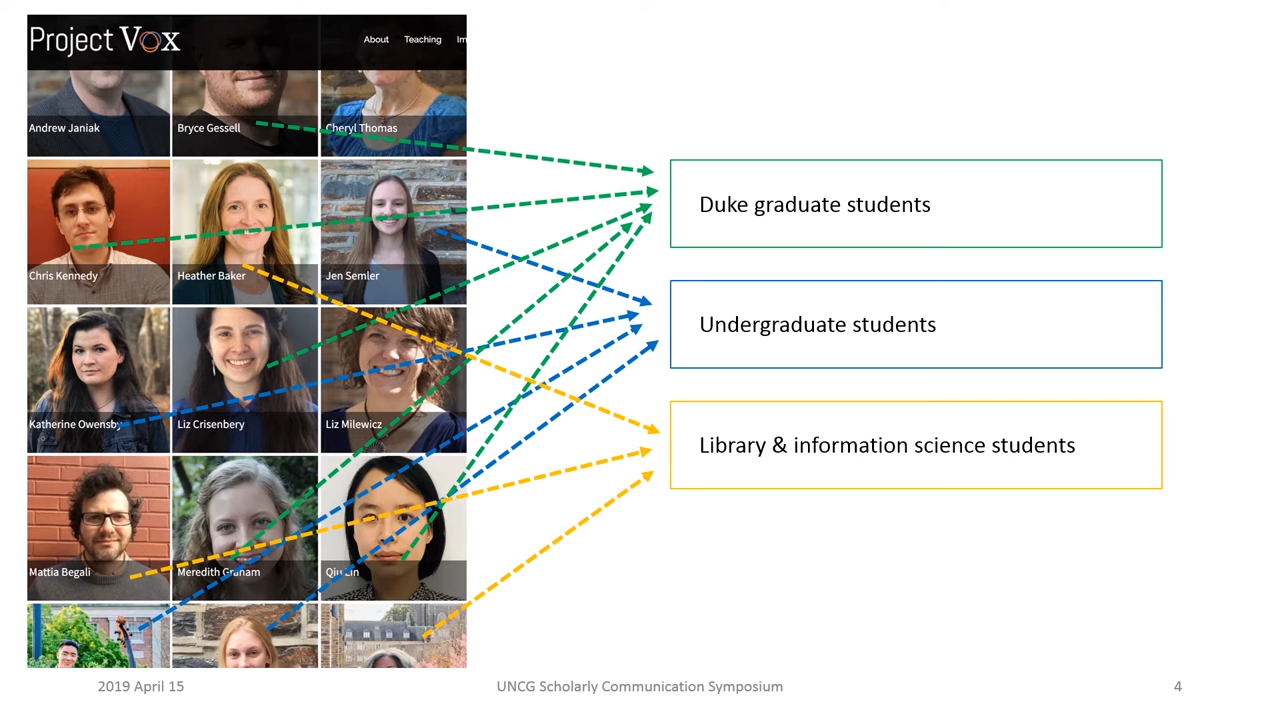 Project Vox
About Teaching Im
Andrew Janiak Bryce Gessell Cheryl Thomas
Chris Kennedy Heather Baker Jen Semler
Katherine Owensby Liz Crisenbery Liz Milewicz
Mattia Begali Meredith Graham Qiu Lin
Duke graduate students
Undergraduate students
Library & information science students
2019 April 15 UNCG Scholarly Communication Symposium 4